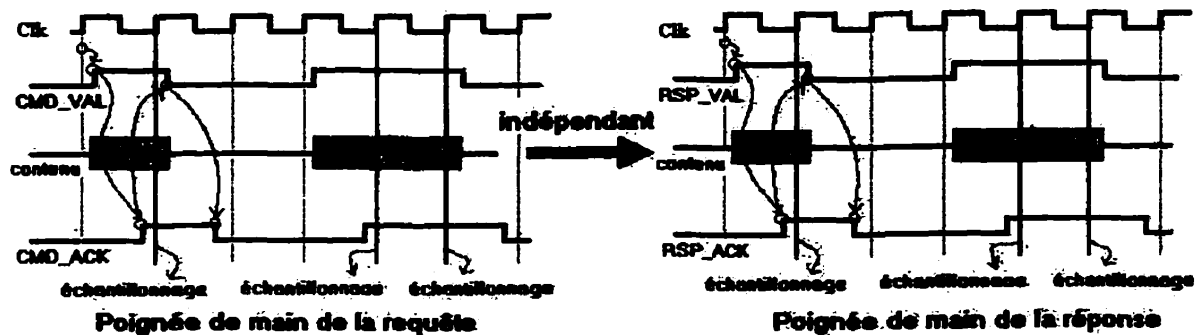 Clk
CMD_VAL
contenu
CMD_ACK
échantillonnage
échantillonnage
échantillonnage
Poignée de main de la requête
indépendant
Clk
RSP_VAL
contenu
RSP_ACK
échantillonnage
échantillonnage
échantillonnage
Poignée de main de la réponse